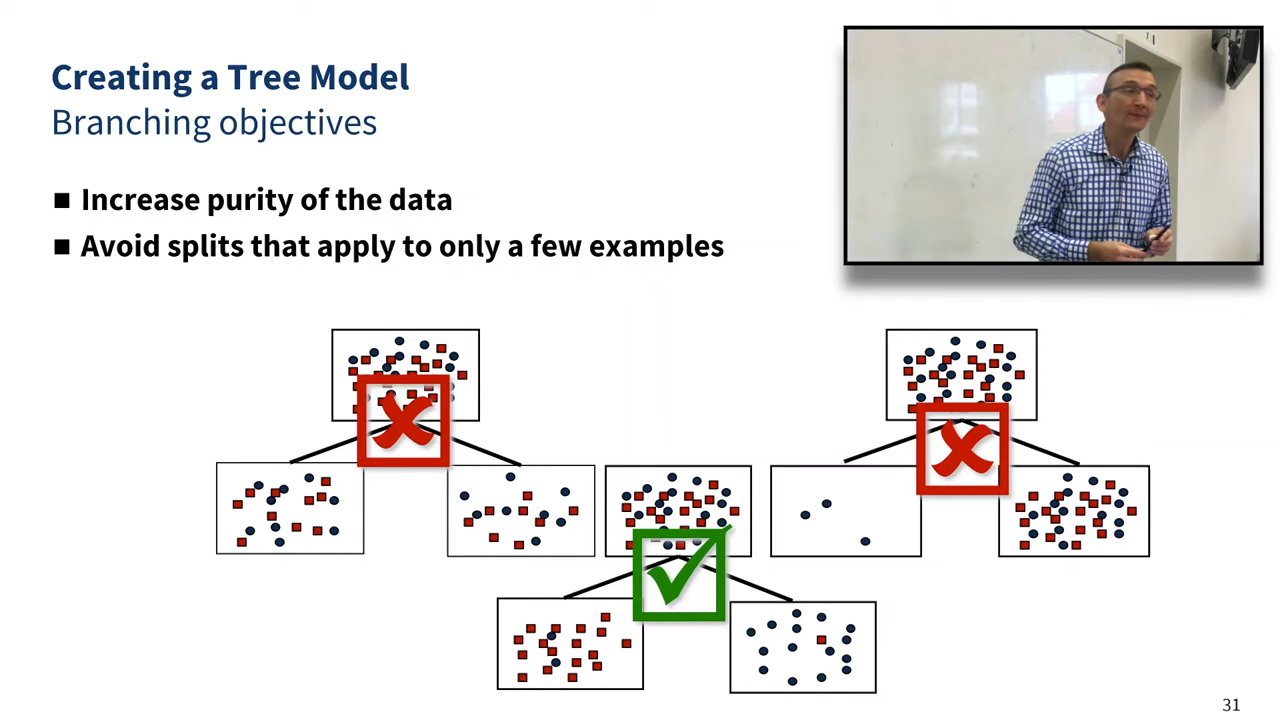 Creating a Tree Model
Branching objectives
■ Increase purity of the data
■ Avoid splits that apply to only a few examples
31